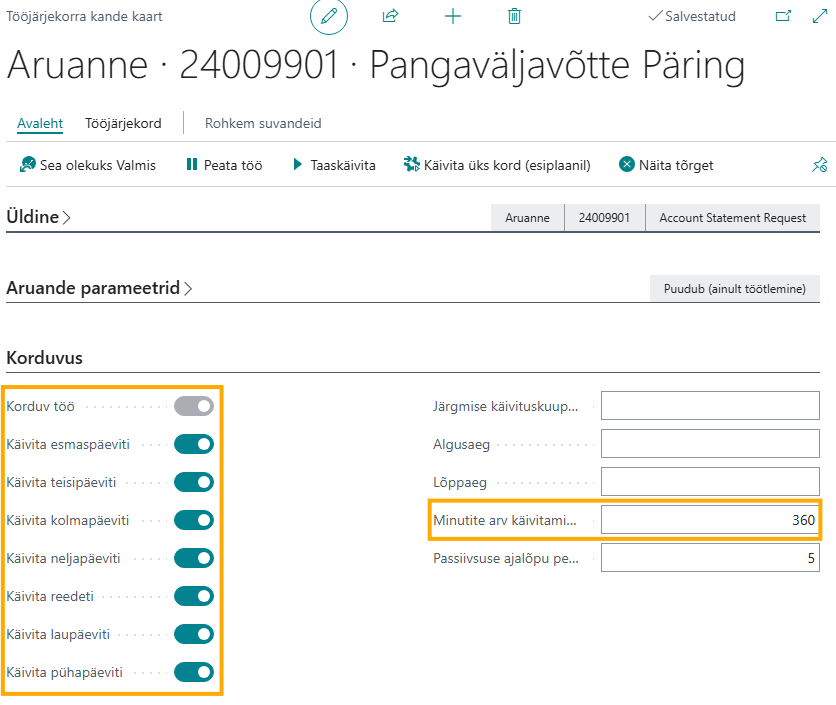 Tööjärjekorra kande kaart
Salvestatud
Aruanne · 24009901 · Pangaväljavõtte Päring
Avaleht Tööjärjekord Rohkem suvandeid
Sea olekuks Valmis Peata töö Taaskäivita Käivita üks kord (esiplaanil) Näita tõrget
Üldine
Aruanne 24009901 Account Statement Request
Aruande parameetrid
Puudub (ainult töötlemine)
Korduvus
Korduv töö
Käivita esmaspäeviti
Käivita teisipäeviti
Käivita kolmapäeviti
Käivita neljapäeviti
Käivita reedeti
Käivita laupäeviti
Käivita pühapäeviti
Järgmise käivituskuup...
Algusaeg
Lõppaeg
Minutite arv käivitami... 360
Passiivsuse ajalõpu pe... 5